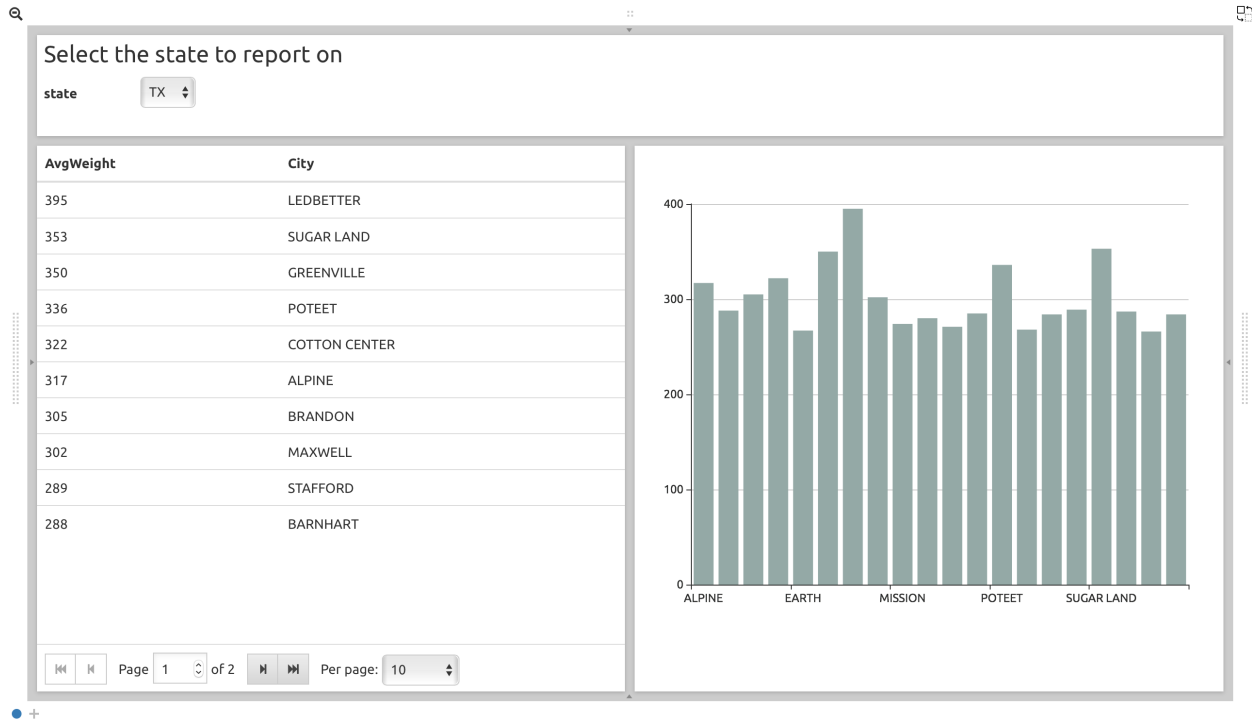 Select the state to report on
state TX
AvgWeight City
395 LEDBETTER
353 SUGAR LAND
350 GREENVILLE
336 POTEET
322 COTTON CENTER
317 ALPINE
305 BRANDON
302 MAXWELL
289 STAFFORD
288 BARNHART
Page 1 of 2 Per page: 10
400
300
200
100
0
ALPINE EARTH MISSION POTEET SUGAR LAND